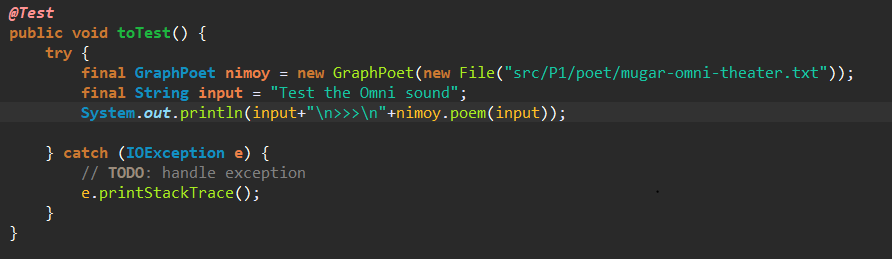 @Test
public void toTest() {
    try {
        final GraphPoet nimoy = new GraphPoet(new File("src/P1/poet/mugar-omni-theater.txt"));
        final String input = "Test the Omni sound";
        System.out.println(input+"\n>>>\n"+nimoy.poem(input));

    } catch (IOException e) {
        // TODO: handle exception
        e.printStackTrace();
    }
}